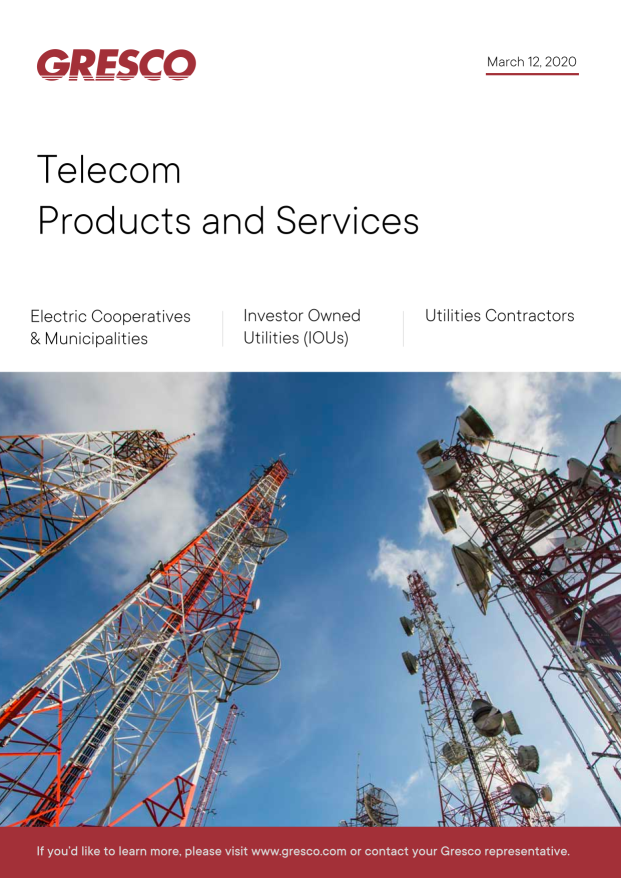 GRESCO
March 12, 2020
Telecom
Products and Services
Electric Cooperatives
& Municipalities
Investor Owned
Utilities (IOUs)
Utilities Contractors
If you'd like to learn more, please visit www.gresco.com or contact your Gresco representative.